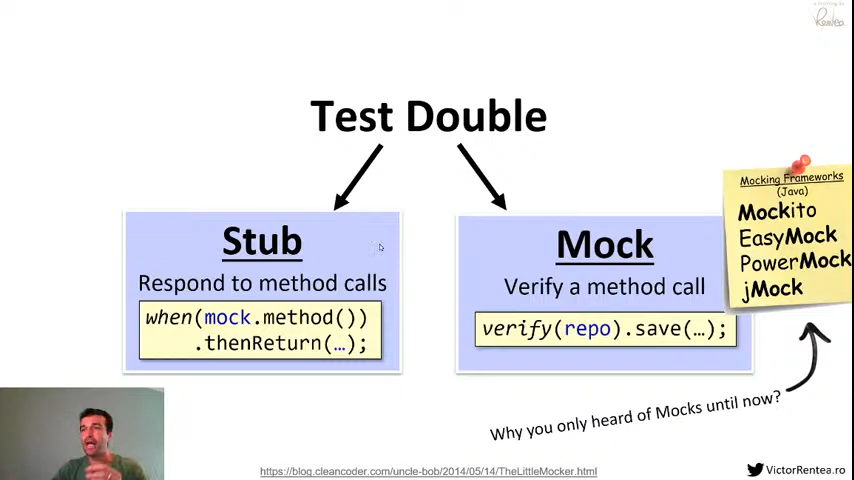 Test Double
Stub
Respond to method calls
when(mock.method())
.thenReturn(…);
Mock
Verify a method call
verify(repo).save(…);
Mocking Frameworks
(Java)
Mockito
EasyMock
PowerMock
jMock
Why you only heard of Mocks until now?
https://blog.cleancoder.com/uncle-bob/2014/05/14/TheLittleMocker.html
VictorRentea.ro